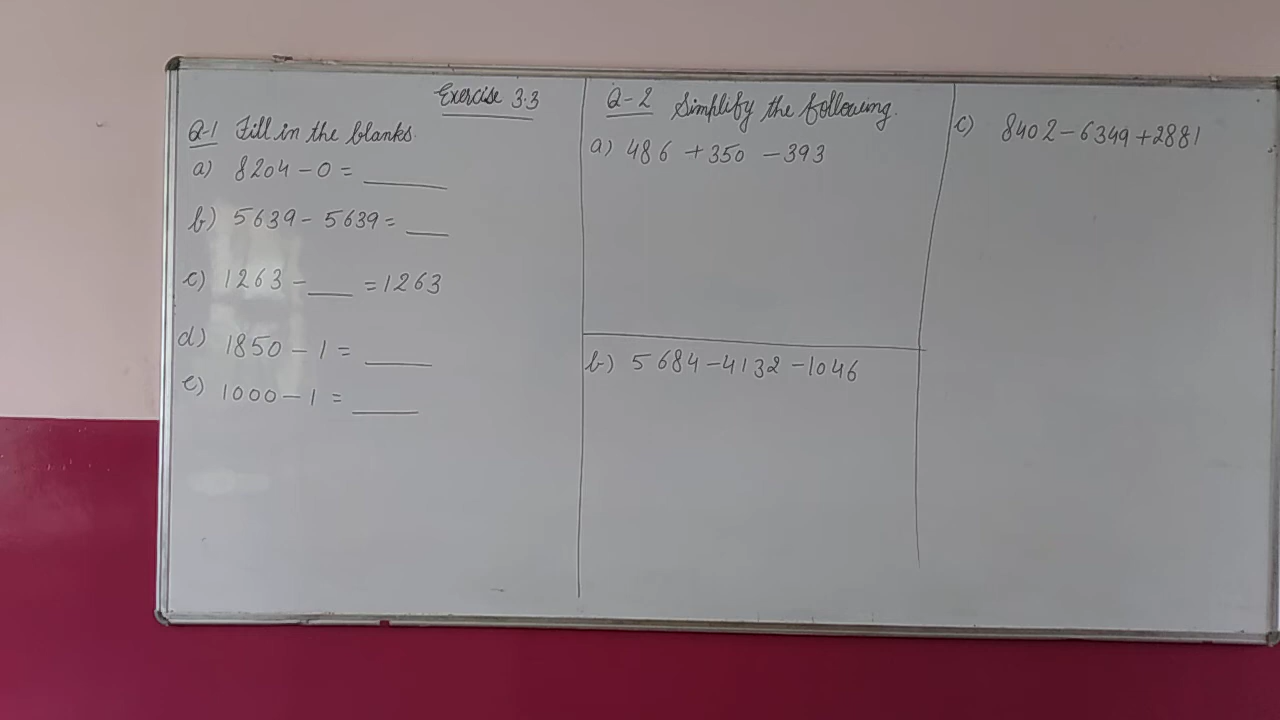 Exercise 3.3
Q-1 Fill in the blanks.
a) 8204 - 0 = ____
b) 5639 - 5639 = ____
c) 1263 - ____ = 1263
d) 1850 - 1 = ____
e) 1000 - 1 = ____
Q-2 Simplify the following.
a) 486 + 350 - 393
b) 5684 - 4132 - 1046
c) 8402 - 6349 + 2881